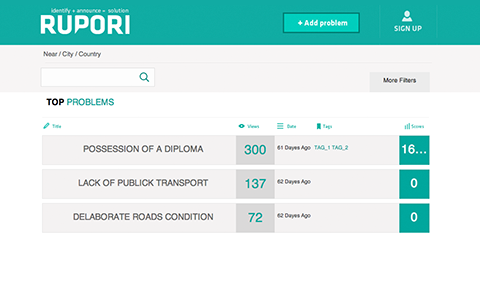 identify + announce = solution
RUPORI
+ Add problem
SIGN UP
Near / City / Country
More Filters
TOP PROBLEMS
Title Views Date Tags Scores
POSSESSION OF A DIPLOMA 300 61 Dayes Ago TAG_1 TAG_2 16...
LACK OF PUBLICK TRANSPORT 137 62 Dayes Ago 0
DELABORATE ROADS CONDITION 72 62 Dayes Ago 0